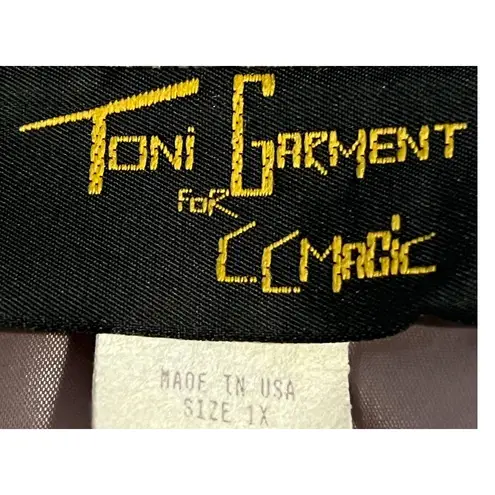 TONI GARMENT
FOR
C.C. MAGIC
MADE IN USA
SIZE 1X